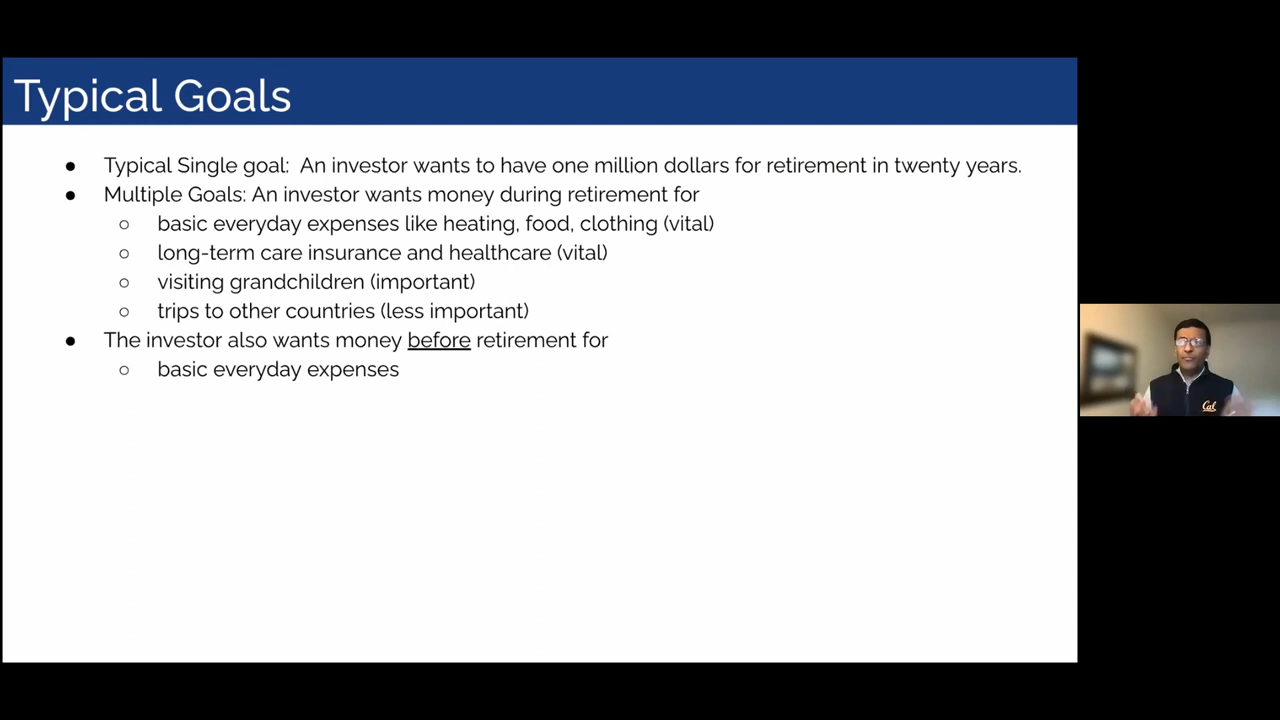 Typical Goals
● Typical Single goal: An investor wants to have one million dollars for retirement in twenty years.
● Multiple Goals: An investor wants money during retirement for
○ basic everyday expenses like heating, food, clothing (vital)
○ long-term care insurance and healthcare (vital)
○ visiting grandchildren (important)
○ trips to other countries (less important)
● The investor also wants money before retirement for
○ basic everyday expenses
Cal